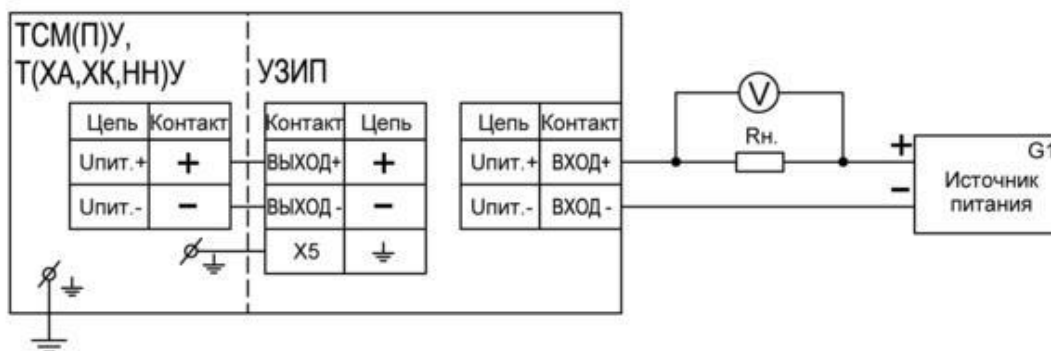 ТСМ(П)У,
Т(ХА,ХК,НН)У
УЗИП
Цепь Контакт
Uпит.+ +
Uпит.- −
Контакт Цепь
ВЫХОД+ +
ВЫХОД - −
X5
Цепь Контакт
Uпит.+ ВХОД+
Uпит.- ВХОД -
V
Rн.
+
−
G1
Источник
питания